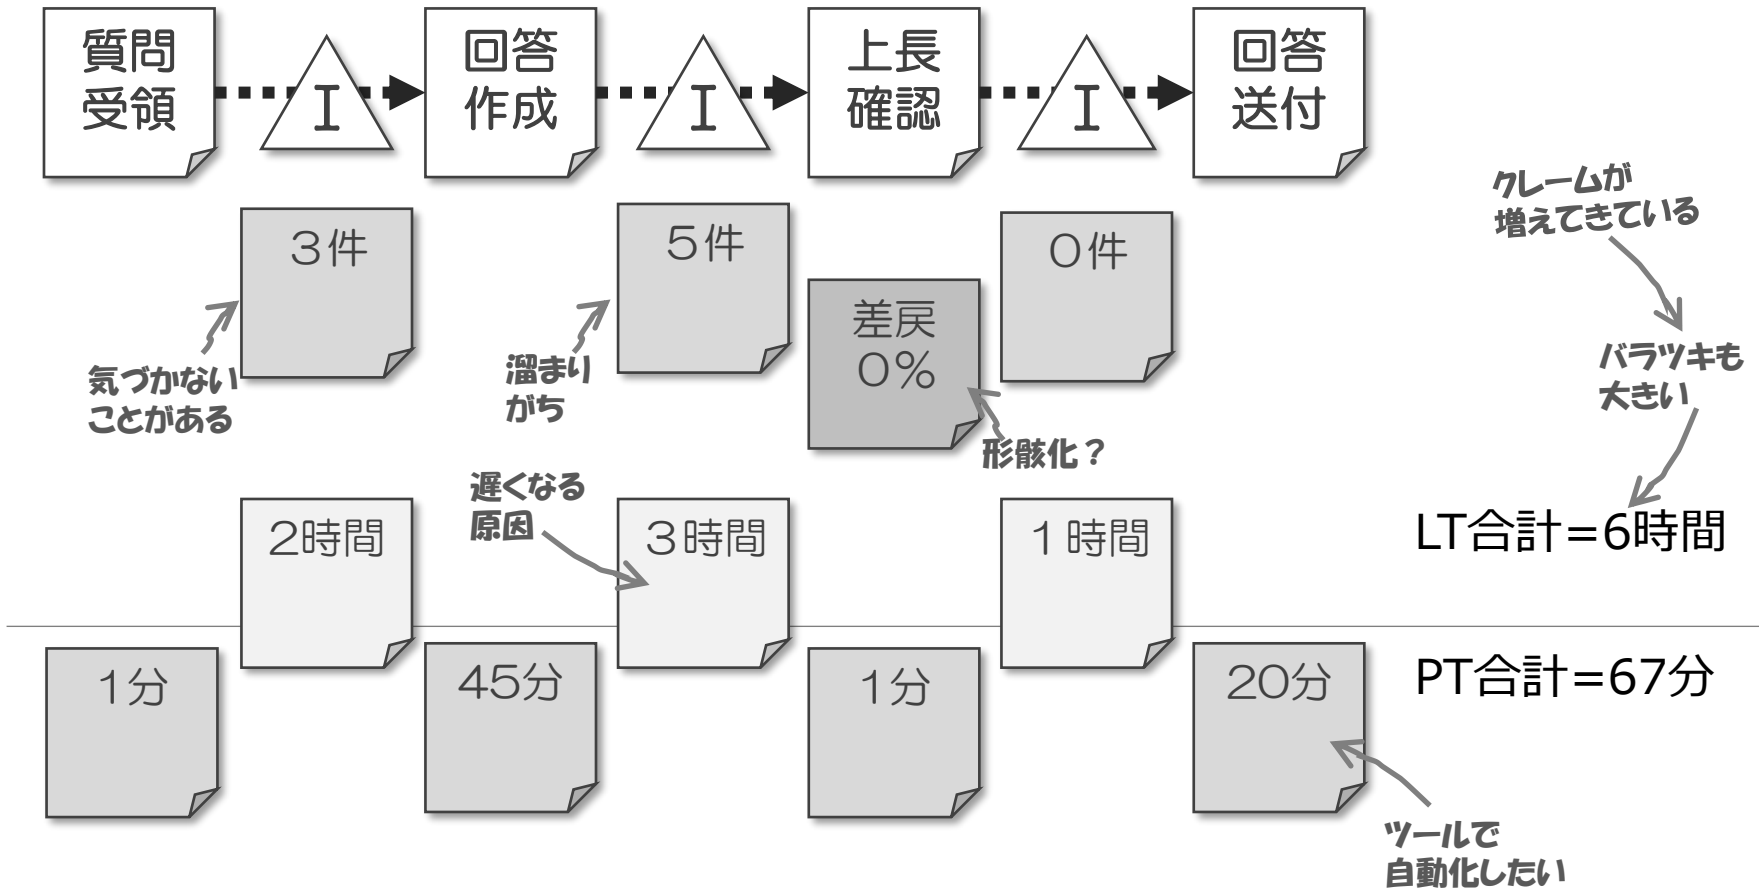 質問
受領
I
回答
作成
I
上長
確認
I
回答
送付
クレームが
増えてきている
3件
5件
0件
差戻
0%
バラツキも
大きい
気づかない
ことがある
溜まり
がち
形骸化？
遅くなる
原因
2時間
3時間
1時間
LT合計=6時間
1分
45分
1分
20分
PT合計=67分
ツールで
自動化したい